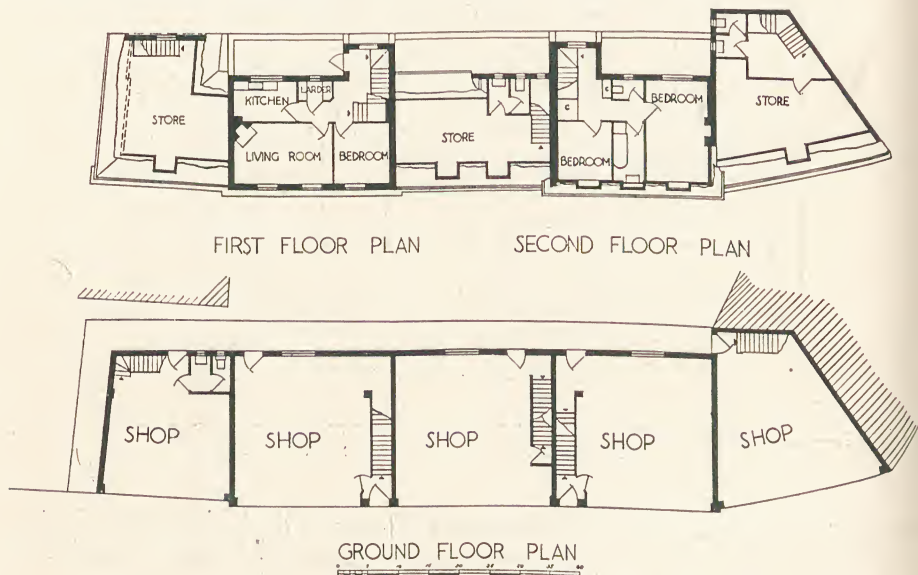 STORE
KITCHEN
LARDER
LIVING ROOM
BEDROOM
STORE
BEDROOM
C
C
BEDROOM
STORE
FIRST FLOOR PLAN
SECOND FLOOR PLAN
SHOP
SHOP
SHOP
SHOP
SHOP
GROUND FLOOR PLAN